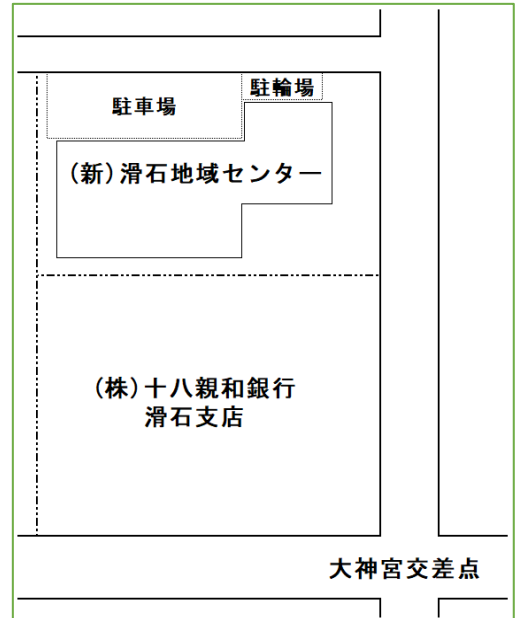 駐輪場
駐車場
(新)滑石地域センター
(株)十八親和銀行
滑石支店
大神宮交差点